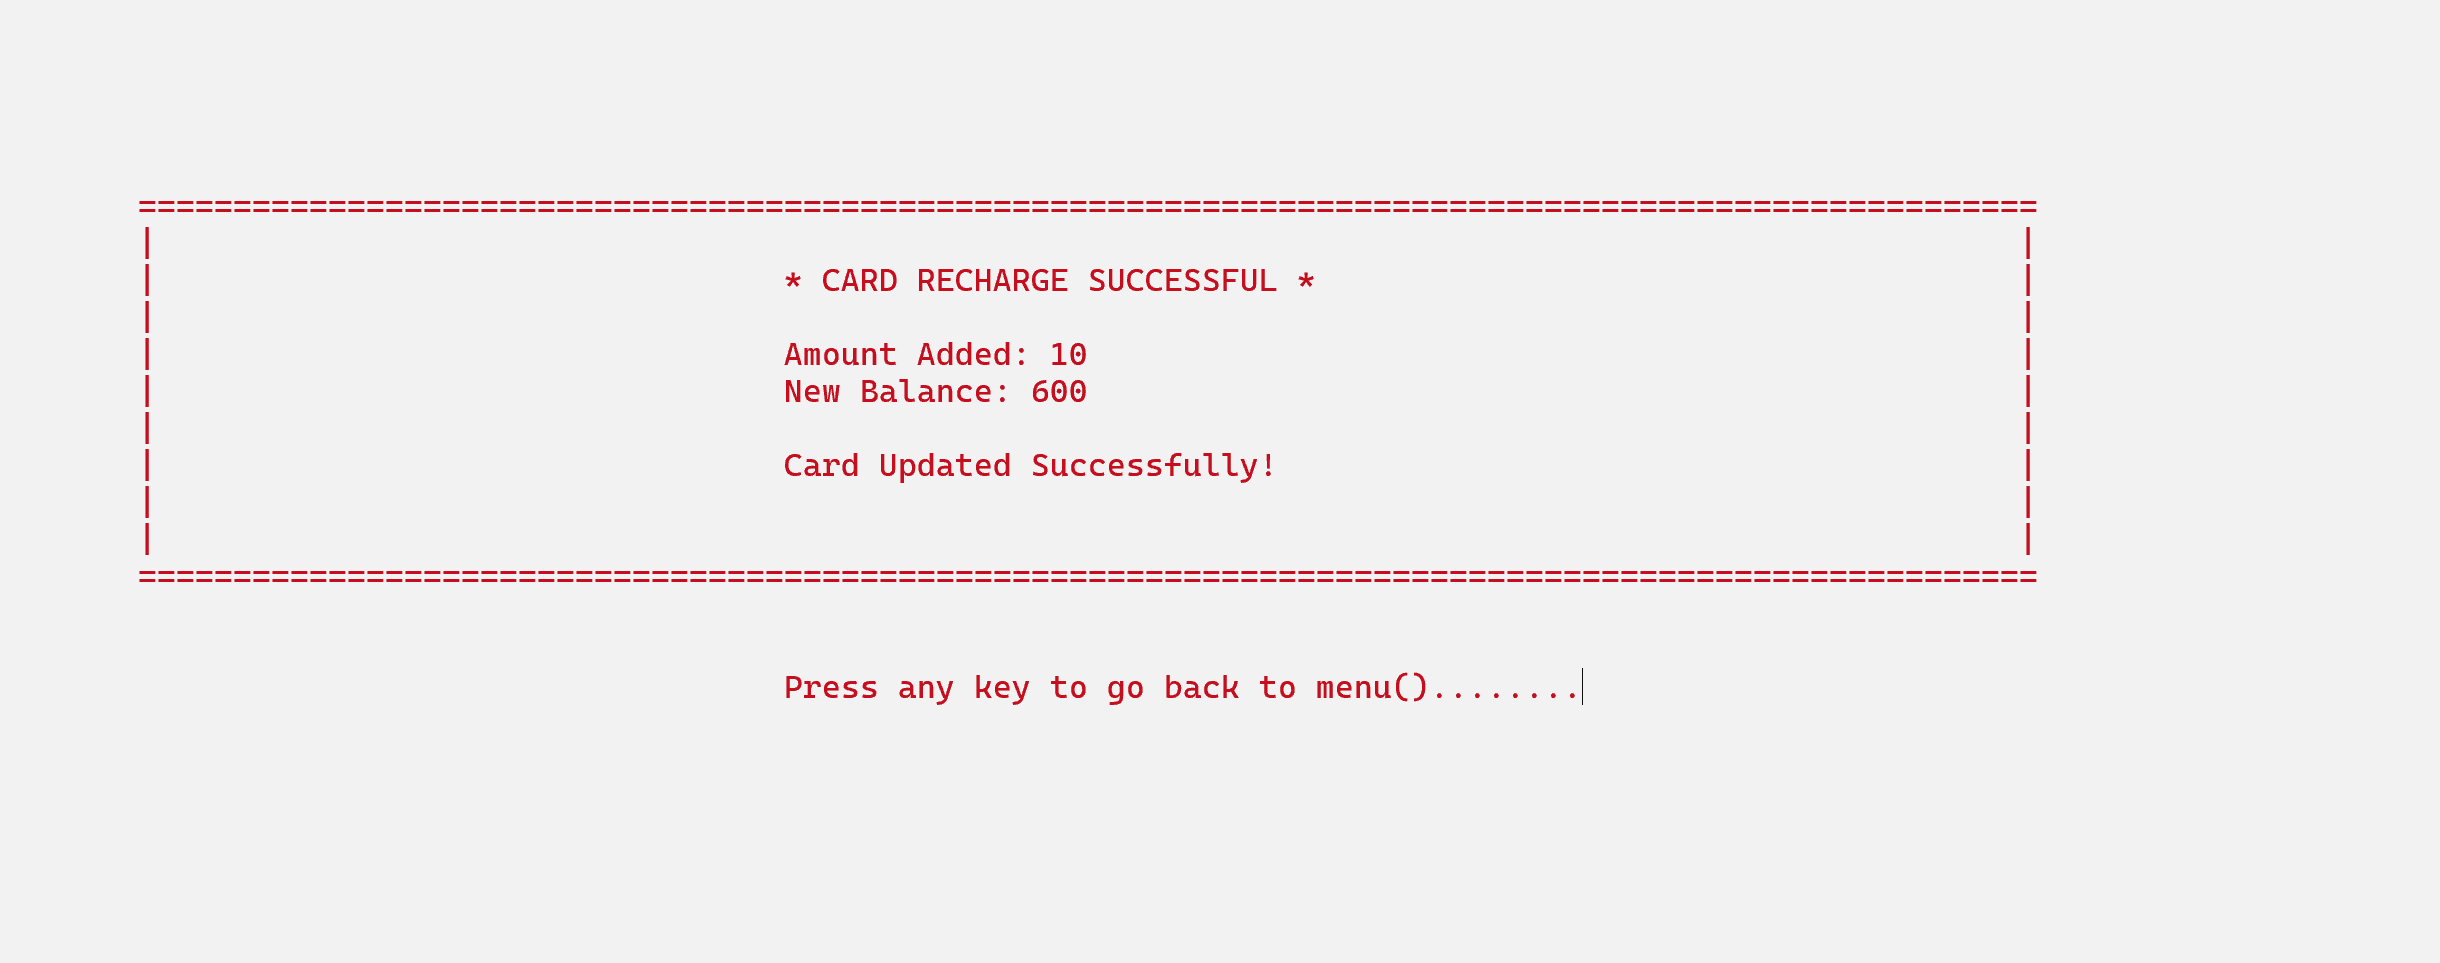 ====================================================================================================
|                                                                                                  |
|                                 * CARD RECHARGE SUCCESSFUL *                                     |
|                                                                                                  |
|                                 Amount Added: 10                                                 |
|                                 New Balance: 600                                                 |
|                                                                                                  |
|                                 Card Updated Successfully!                                       |
|                                                                                                  |
|                                                                                                  |
====================================================================================================
Press any key to go back to menu()........